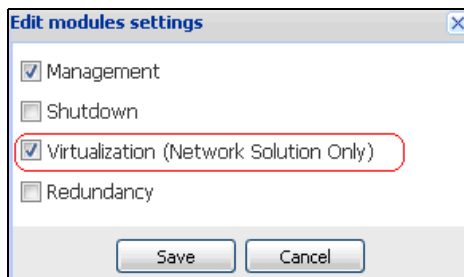 Edit modules settings
Management
Shutdown
Virtualization (Network Solution Only)
Redundancy
Save Cancel